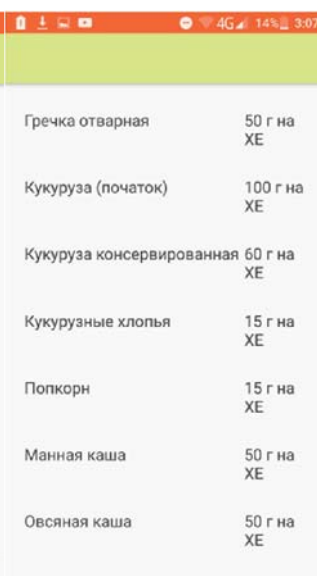 4G 14% 3:07
Гречка отварная 50 г на
ХЕ
Кукуруза (початок) 100 г на
ХЕ
Кукуруза консервированная 60 г на
ХЕ
Кукурузные хлопья 15 г на
ХЕ
Попкорн 15 г на
ХЕ
Манная каша 50 г на
ХЕ
Овсяная каша 50 г на
ХЕ